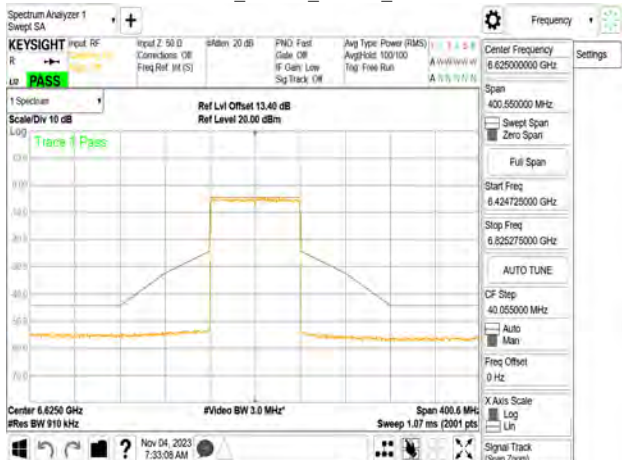 Spectrum Analyzer 1
Swept SA
+
Frequency
KEYSIGHT
Input: RF
R
PASS
Input Z: 50 Ω
Corrections: Off
Freq Ref: Int (S)
#Atten: 20 dB
PNO: Fast
Gate: Off
IF Gain: Low
Sig Track: Off
Avg Type: Power (RMS)
Avg|Hold: 100/100
Trig: Free Run
Center Frequency
6.625000000 GHz
Settings
Span
400.550000 MHz
Swept Span
Zero Span
Full Span
Start Freq
6.424725000 GHz
Stop Freq
6.825275000 GHz
AUTO TUNE
CF Step
40.055000 MHz
Auto
Man
Freq Offset
0 Hz
X Axis Scale
Log
Lin
Signal Track
(Span Zoom)
1 Spectrum
Scale/Div 10 dB
Ref Lvl Offset 13.40 dB
Ref Level 20.00 dBm
Log
Trace 1 Pass
Center 6.6250 GHz
#Res BW 910 kHz
#Video BW 3.0 MHz*
Span 400.6 MHz
Sweep 1.07 ms (2001 pts)
?
Nov 04, 2023
7:33:08 AM